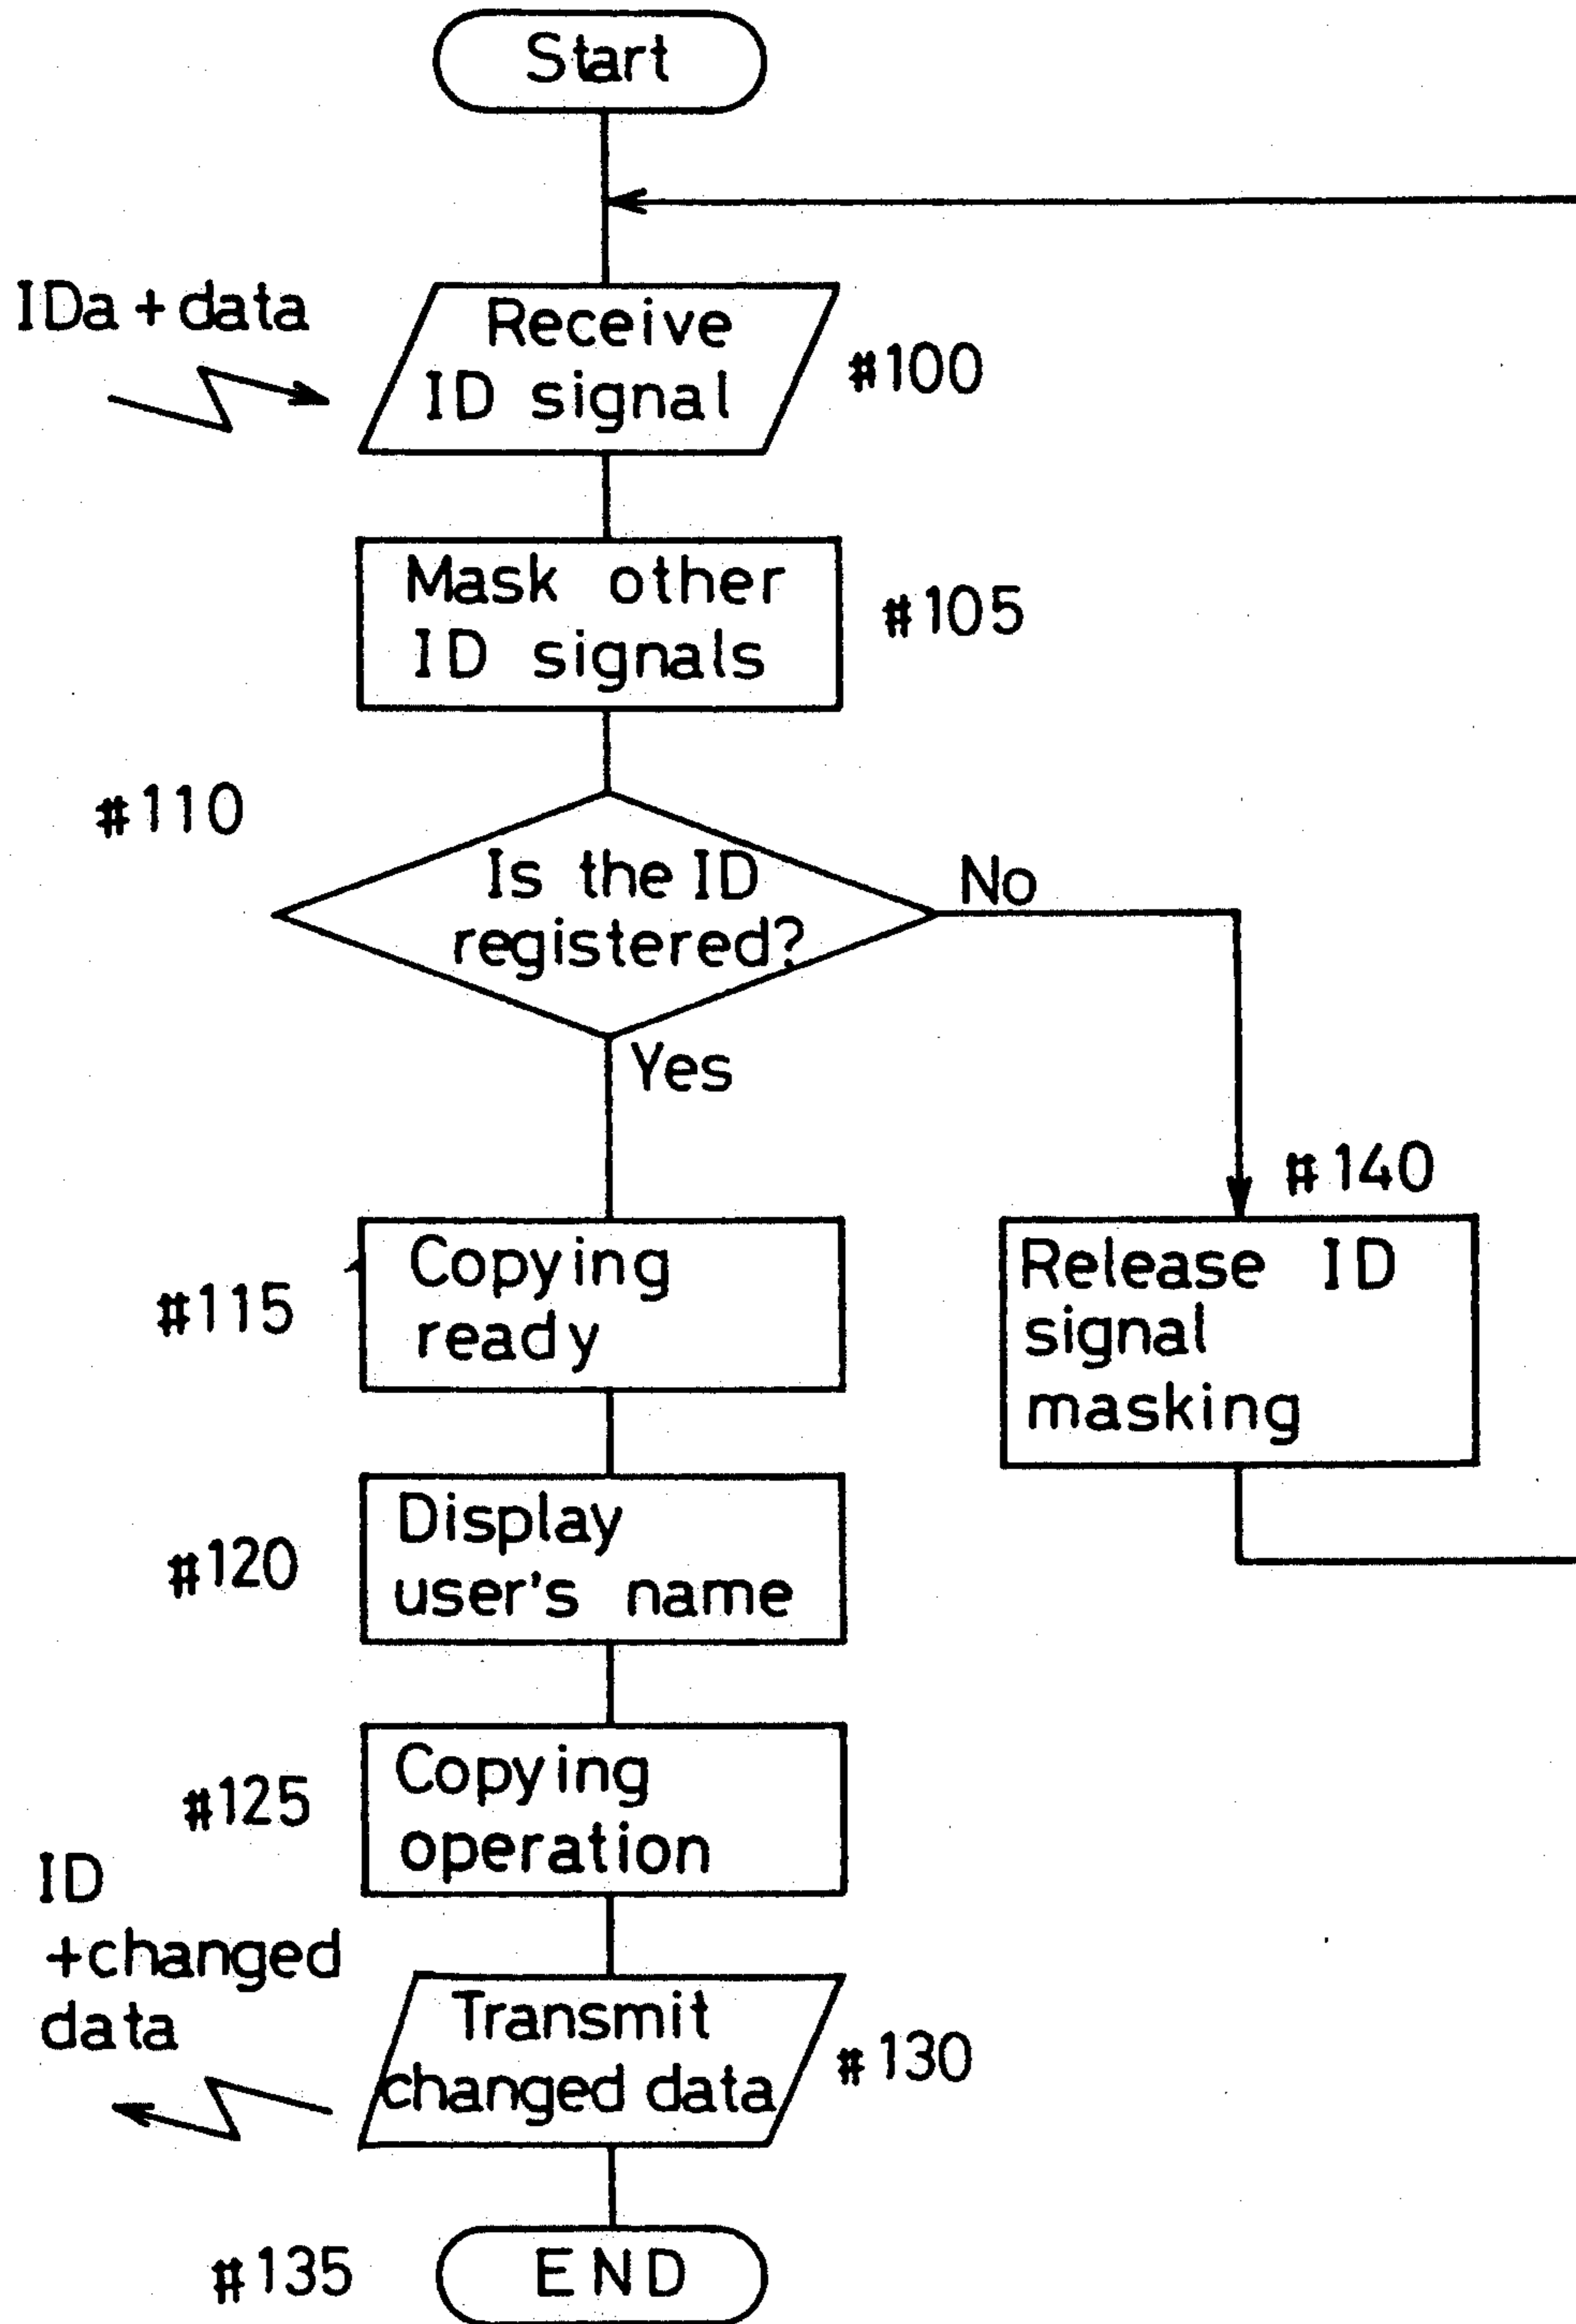 Start
IDa + data
Receive
ID signal
#100
Mask other
ID signals
#105
#110
Is the ID
registered?
No
Yes
#140
Copying
ready
#115
Release ID
signal
masking
Display
user's name
#120
Copying
operation
#125
ID
+changed
data
Transmit
changed data
#130
#135
END